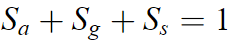 S_a + S_g + S_s = 1